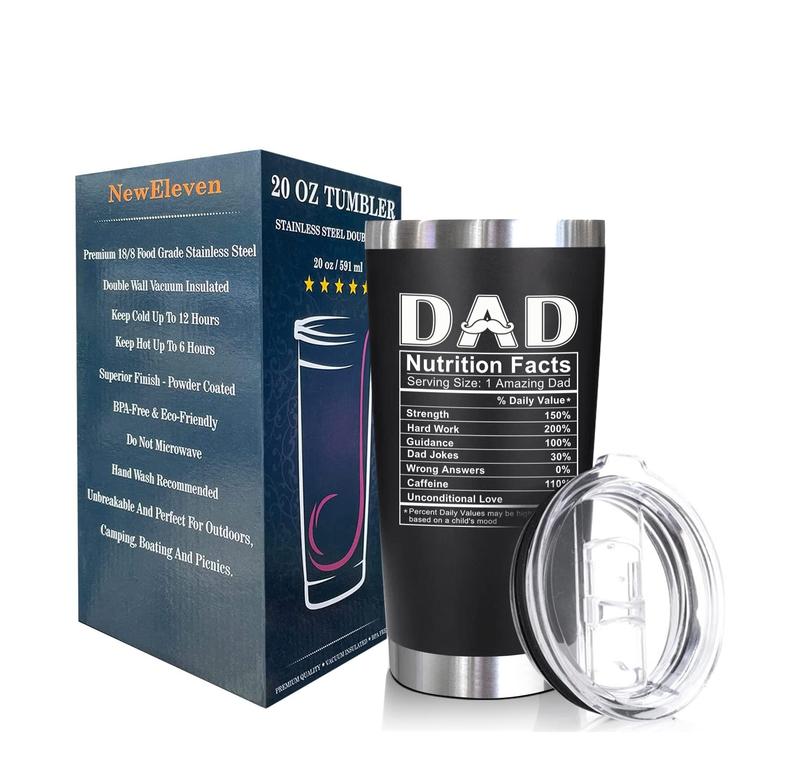 NewEleven
Premium 18/8 Food Grade Stainless Steel
Double Wall Vacuum Insulated
Keep Cold Up To 12 Hours
Keep Hot Up To 6 Hours
Superior Finish - Powder Coated
BPA-Free & Eco-Friendly
Do Not Microwave
Hand Wash Recommended
Unbreakable And Perfect For Outdoors,
Camping, Boating And Picnics.
20 OZ TUMBLER
STAINLESS STEEL
20 oz / 591 ml
PREMIUM QUALITY • VACUUM INSULATED • BPA
DAD
Nutrition Facts
Serving Size: 1 Amazing Dad
% Daily Value*
Strength 150%
Hard Work 200%
Guidance 100%
Dad Jokes 30%
Wrong Answers 0%
Caffeine 110%
Unconditional Love
*Percent Daily Values may be
based on a child's mood